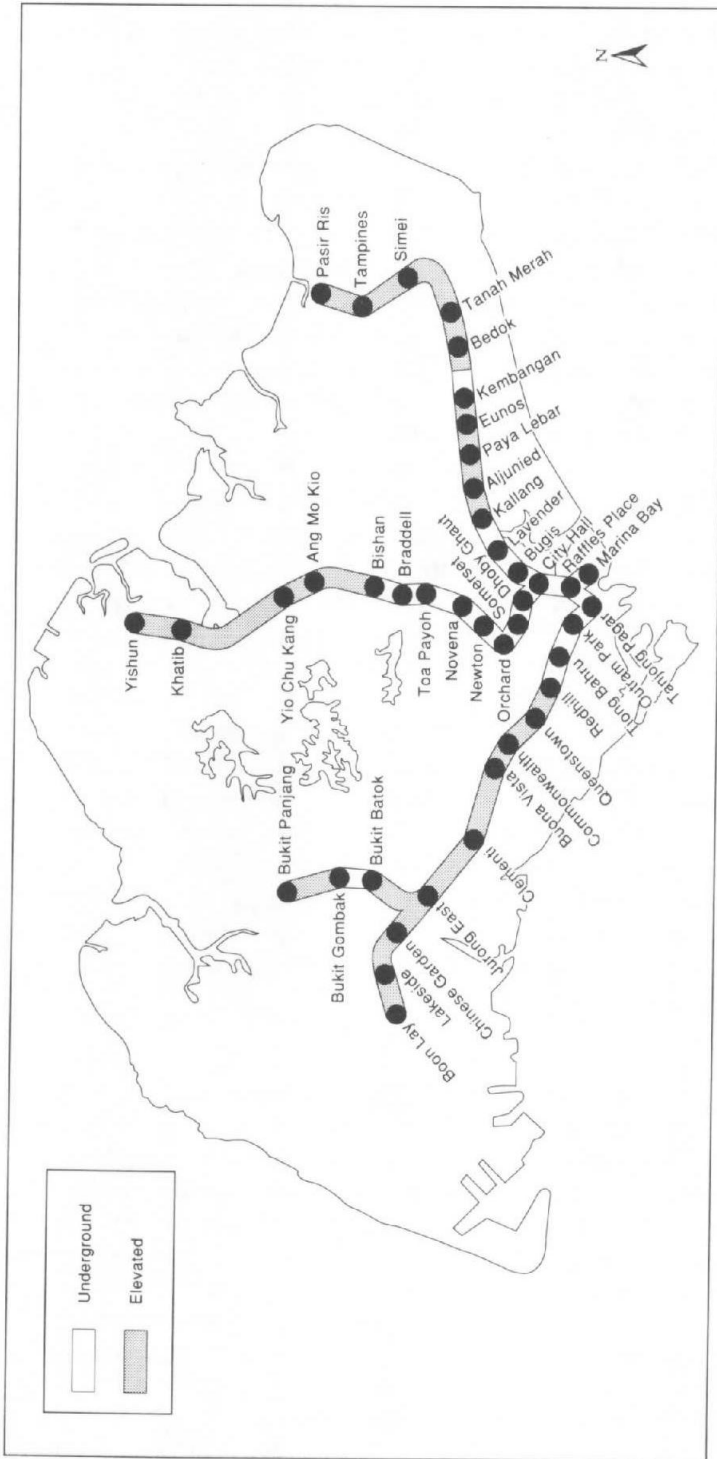 Underground
Elevated
N
Yishun
Khatib
Yio Chu Kang
Ang Mo Kio
Bishan
Braddell
Toa Payoh
Novena
Newton
Orchard
Somerset
Dhoby Ghaut
City Hall
Raffles Place
Marina Bay
Bukit Panjang
Bukit Gombak
Bukit Batok
Boon Lay
Lakeside
Chinese Garden
Jurong East
Clementi
Buona Vista
Commonwealth
Queenstown
Redhill
Tiong Bahru
Outram Park
Tanjong Pagar
Bugis
Lavender
Kallang
Aljunied
Paya Lebar
Eunos
Kembangan
Bedok
Tanah Merah
Simei
Tampines
Pasir Ris